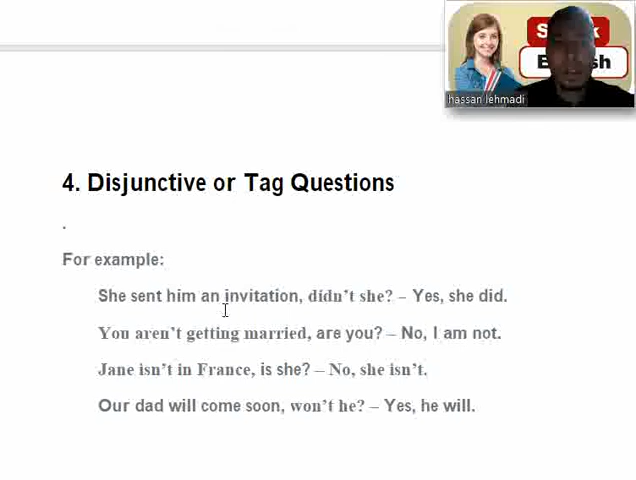 S k
E sh
hassan lehmadi
4. Disjunctive or Tag Questions
.
For example:
She sent him an invitation, didn't she? – Yes, she did.
You aren't getting married, are you? – No, I am not.
Jane isn't in France, is she? – No, she isn't.
Our dad will come soon, won't he? – Yes, he will.